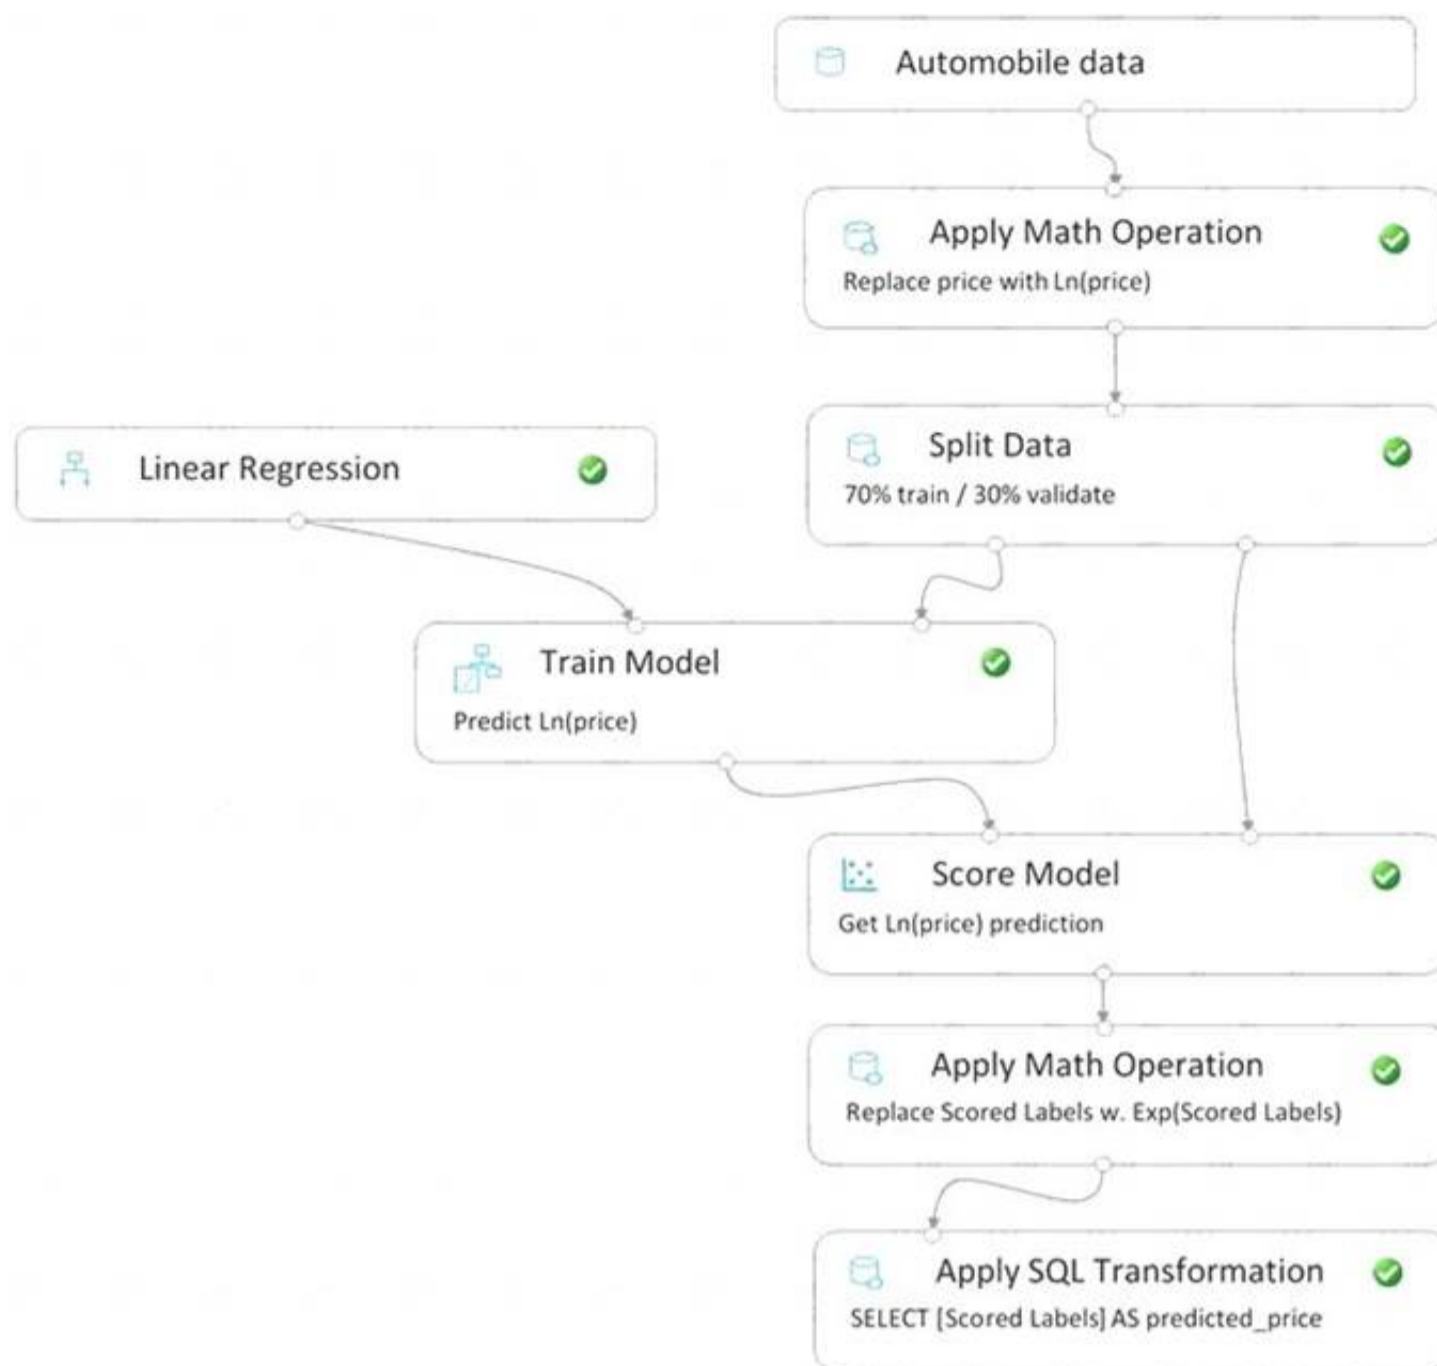 Automobile data
Apply Math Operation
Replace price with Ln(price)
Split Data
70% train / 30% validate
Linear Regression
Train Model
Predict Ln(price)
Score Model
Get Ln(price) prediction
Apply Math Operation
Replace Scored Labels w. Exp(Scored Labels)
Apply SQL Transformation
SELECT [Scored Labels] AS predicted_price